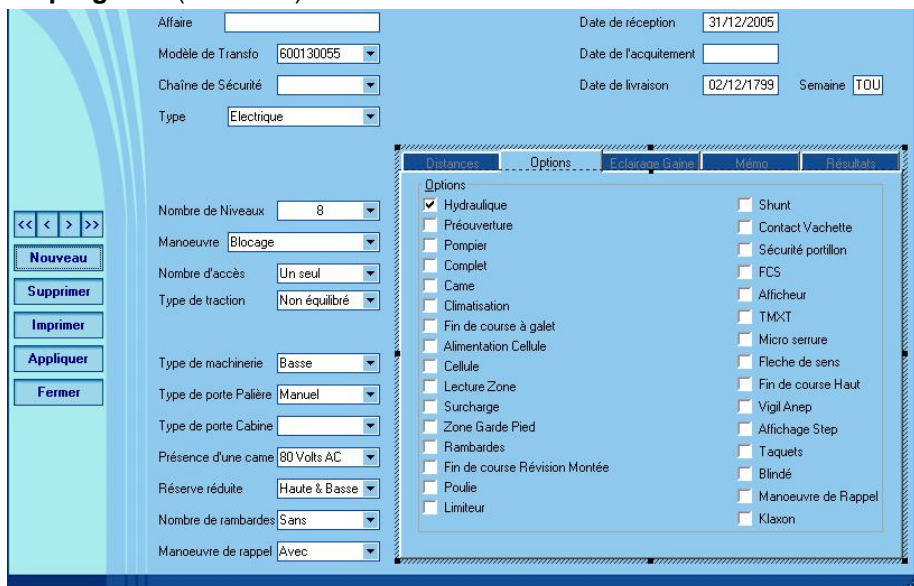 Affaire
Modèle de Transfo 600130055
Chaîne de Sécurité
Type Electrique
Date de réception 31/12/2005
Date de l'acquitement
Date de livraison 02/12/1799 Semaine TOU
<< < > >>
Nouveau
Supprimer
Imprimer
Appliquer
Fermer
Nombre de Niveaux 8
Manoeuvre Blocage
Nombre d'accès Un seul
Type de traction Non équilibré
Type de machinerie Basse
Type de porte Palière Manuel
Type de porte Cabine
Présence d'une came 80 Volts AC
Réserve réduite Haute & Basse
Nombre de rambardes Sans
Manoeuvre de rappel Avec
Distances Options Eclairage Gaine Mémo Résultats
Options
Hydraulique
Préouverture
Pompier
Complet
Came
Climatisation
Fin de course à galet
Alimentation Cellule
Cellule
Lecture Zone
Surcharge
Zone Garde Pied
Rambardes
Fin de course Révision Montée
Poulie
Limiteur
Shunt
Contact Vachette
Sécurité portillon
FCS
Afficheur
TMXT
Micro serrure
Fleche de sens
Fin de course Haut
Vigil Anep
Affichage Step
Taquets
Blindé
Manoeuvre de Rappel
Klaxon